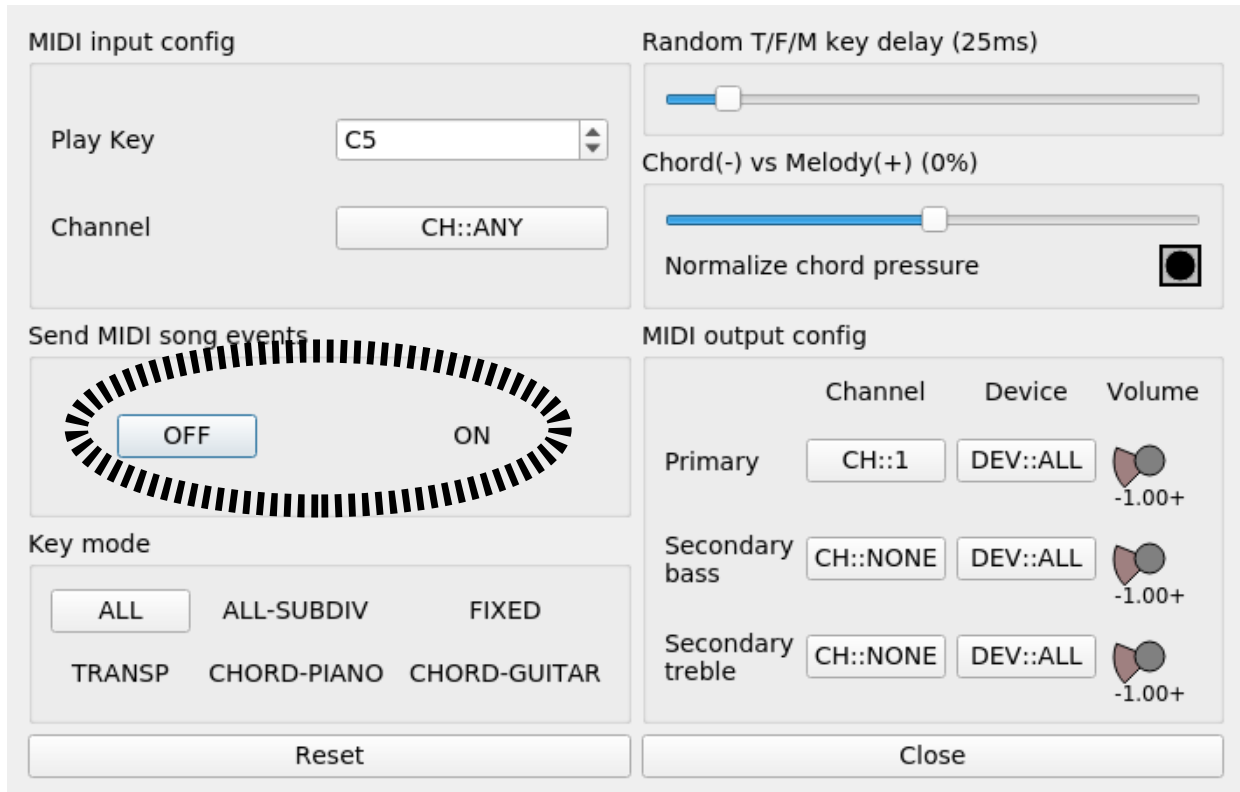 MIDI input config
Play Key
C5
Channel
CH::ANY
Send MIDI song events
OFF
ON
Key mode
ALL
ALL-SUBDIV
FIXED
TRANSP
CHORD-PIANO
CHORD-GUITAR
Reset
Random T/F/M key delay (25ms)
Chord(-) vs Melody(+) (0%)
Normalize chord pressure
MIDI output config
Channel
Device
Volume
Primary
CH::1
DEV::ALL
-1.00+
Secondary
bass
CH::NONE
DEV::ALL
-1.00+
Secondary
treble
CH::NONE
DEV::ALL
-1.00+
Close